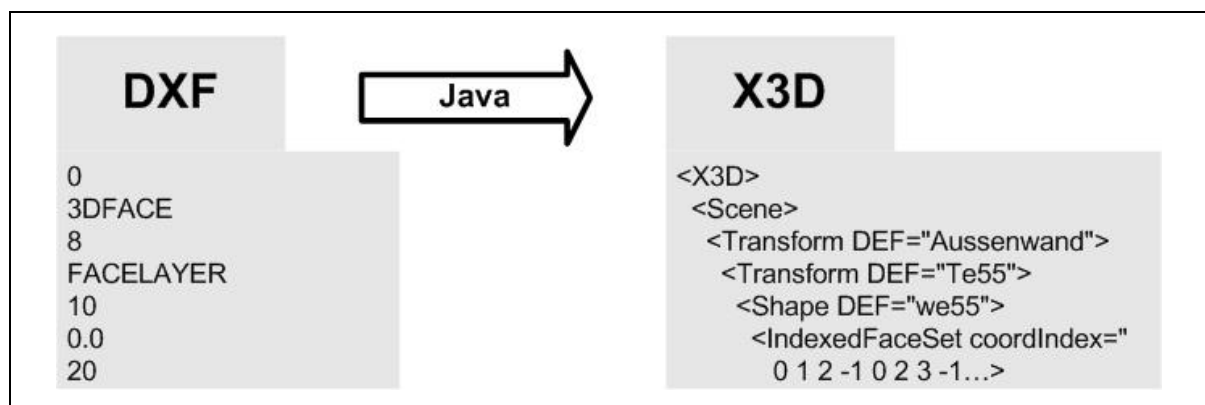 DXF
Java
X3D
0
3DFACE
8
FACELAYER
10
0.0
20
<X3D>
<Scene>
<Transform DEF="Aussenwand">
<Transform DEF="Te55">
<Shape DEF="we55">
<IndexedFaceSet coordIndex="
0 1 2 -1 0 2 3 -1…>